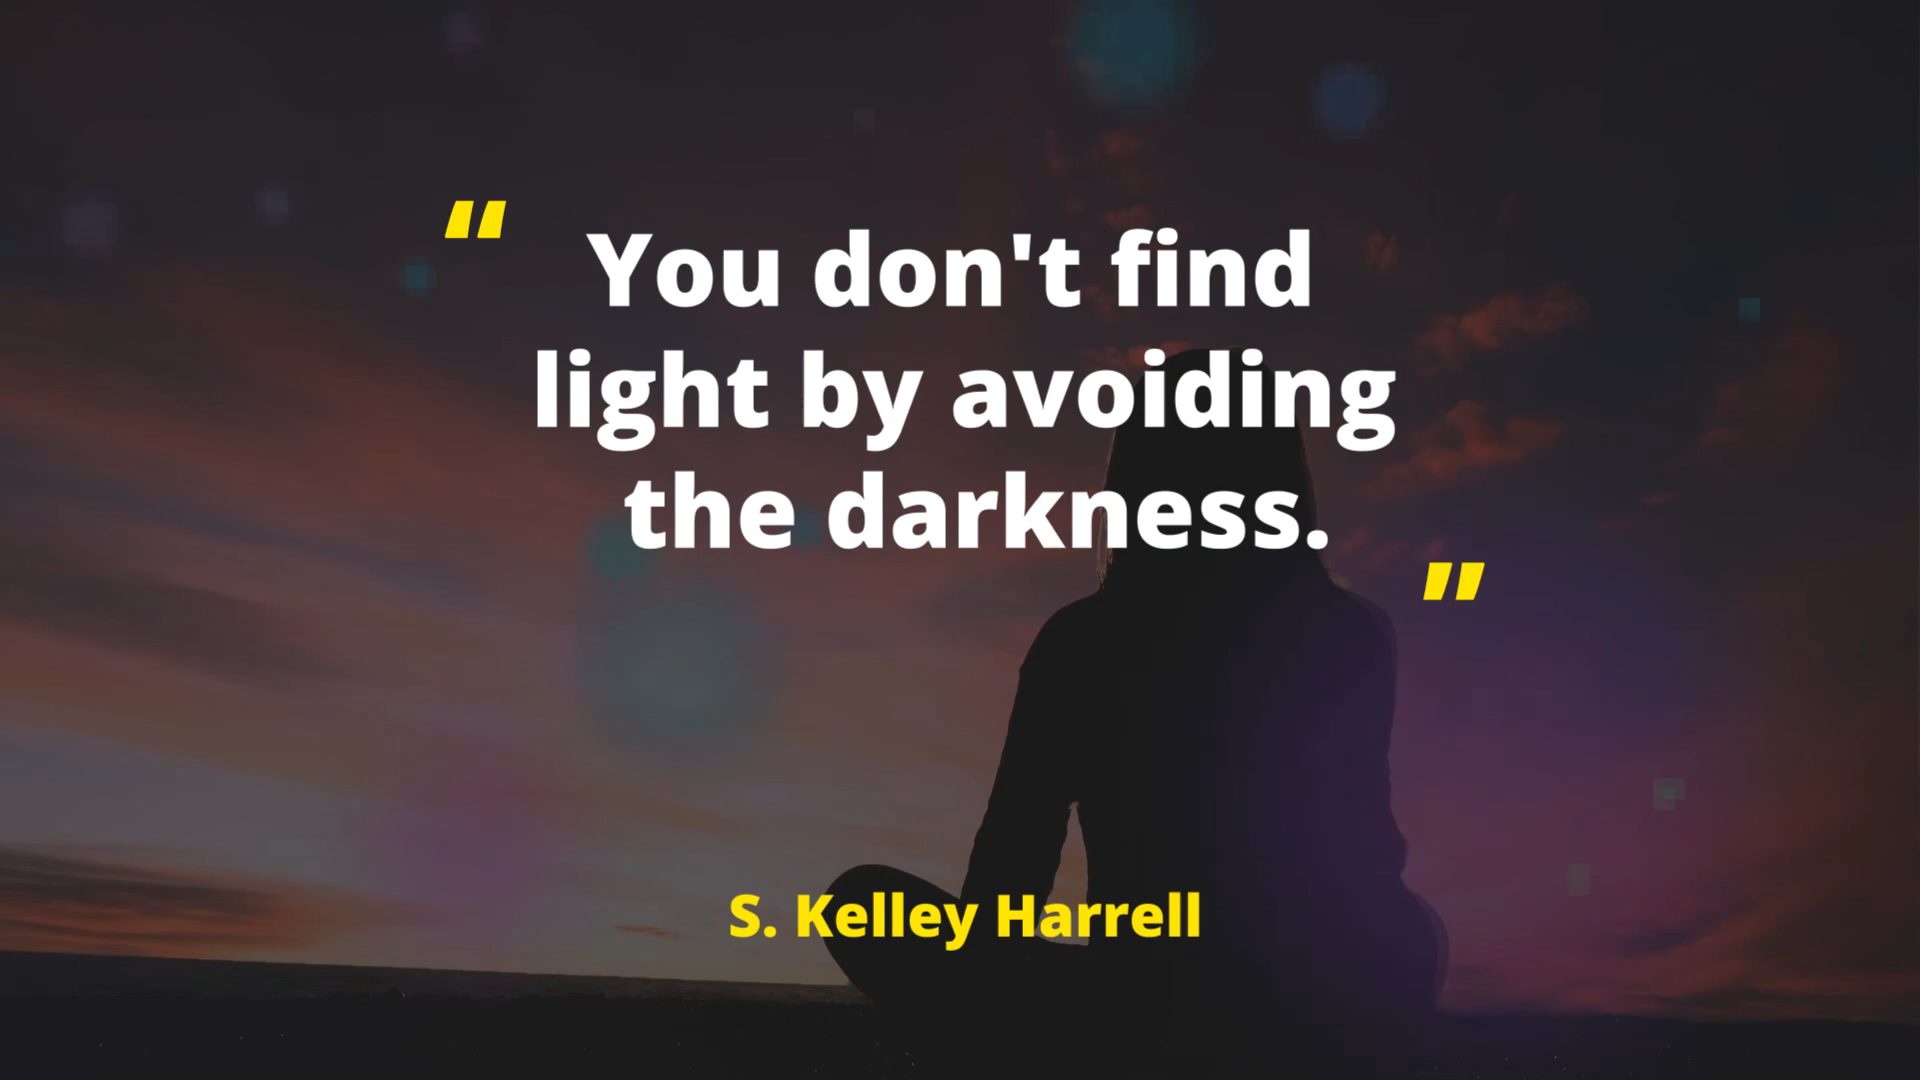 “ You don't find
light by avoiding
the darkness. ”
S. Kelley Harrell